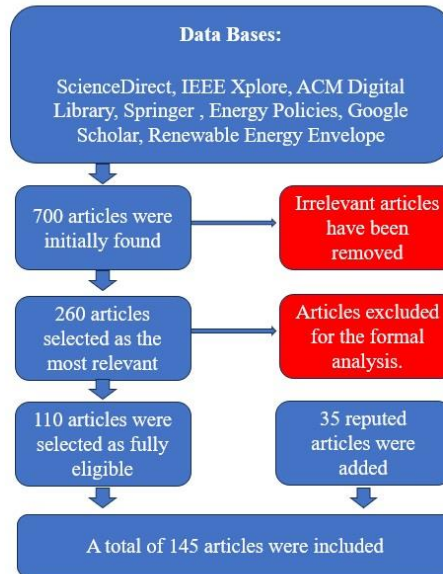 Data Bases:
ScienceDirect, IEEE Xplore, ACM Digital
Library, Springer , Energy Policies, Google
Scholar, Renewable Energy Envelope
700 articles were
initially found
Irrelevant articles
have been
removed
260 articles
selected as the
most relevant
Articles excluded
for the formal
analysis.
110 articles were
selected as fully
eligible
35 reputed
articles were
added
A total of 145 articles were included